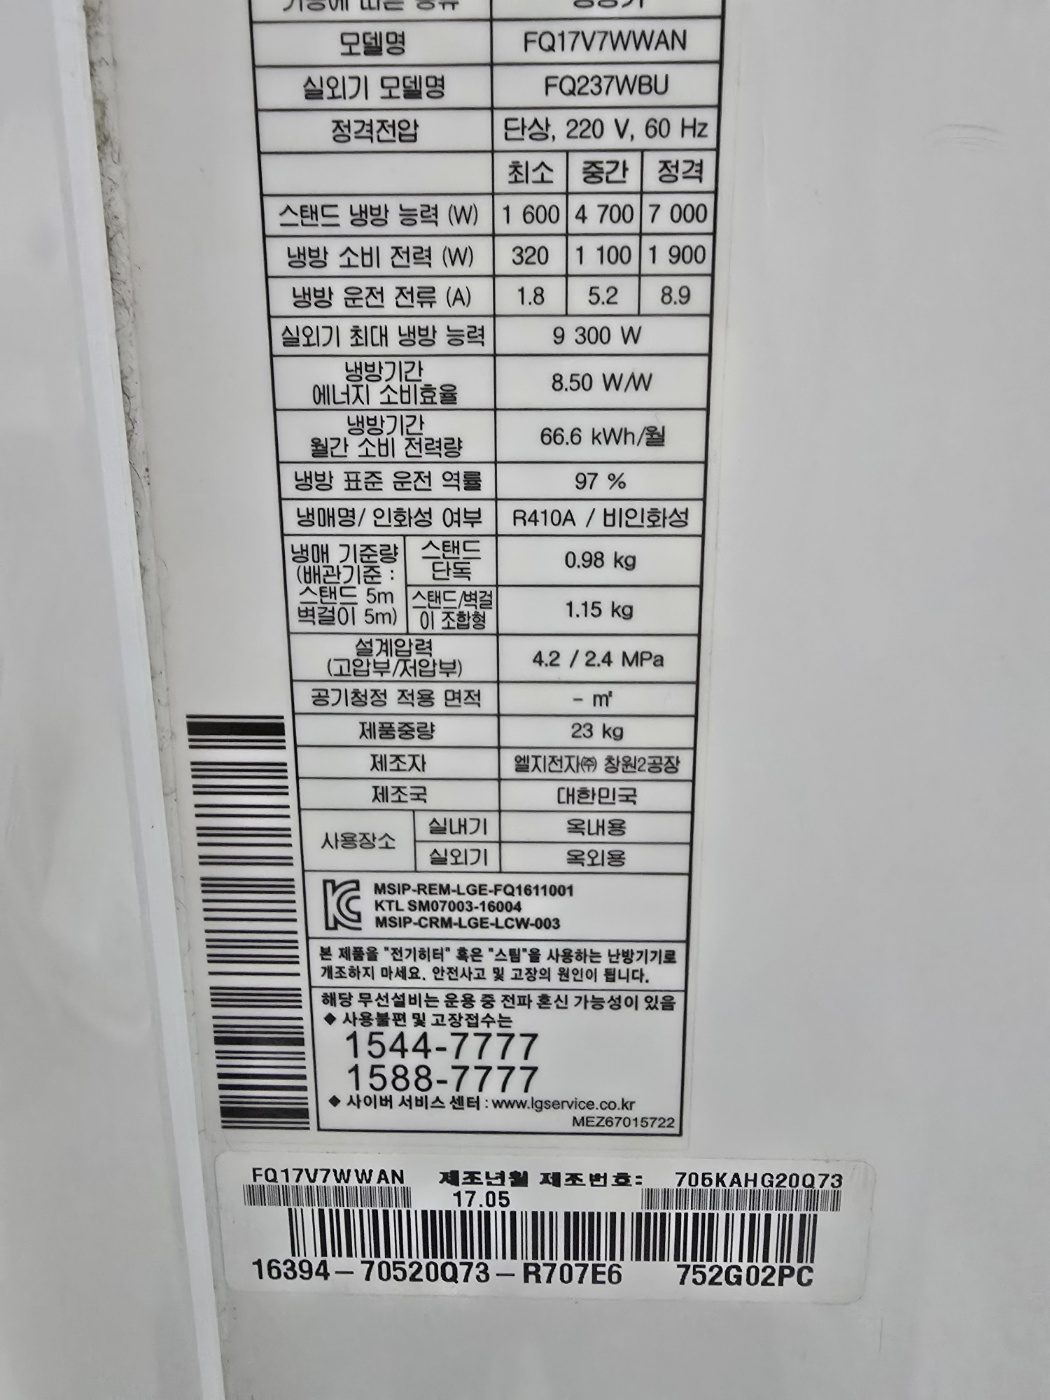 모델명 FQ17V7WWAN
실외기 모델명 FQ237WBU
정격전압 단상, 220 V, 60 Hz
최소 중간 정격
스탠드 냉방 능력 (W) 1 600 4 700 7 000
냉방 소비 전력 (W) 320 1 100 1 900
냉방 운전 전류 (A) 1.8 5.2 8.9
실외기 최대 냉방 능력 9 300 W
냉방기간
에너지 소비효율 8.50 W/W
냉방기간
월간 소비 전력량 66.6 kWh/월
냉방 표준 운전 역률 97 %
냉매명/ 인화성 여부 R410A / 비인화성
냉매 기준량
(배관기준 :
스탠드 5m
벽걸이 5m)
스탠드
단독 0.98 kg
스탠드/벽걸
이 조합형 1.15 kg
설계압력
(고압부/저압부) 4.2 / 2.4 MPa
공기청정 적용 면적 - ㎡
제품중량 23 kg
제조자 엘지전자㈜ 창원2공장
제조국 대한민국
사용장소 실내기 옥내용
실외기 옥외용
MSIP-REM-LGE-FQ1611001
KTL SM07003-16004
MSIP-CRM-LGE-LCW-003
본 제품을 "전기히터" 혹은 "스팀"을 사용하는 난방기기로
개조하지 마세요. 안전사고 및 고장의 원인이 됩니다.
해당 무선설비는 운용 중 전파 혼신 가능성이 있음
◆ 사용불편 및 고장접수는
1544-7777
1588-7777
◆ 사이버 서비스 센터 : www.lgservice.co.kr
MEZ67015722
FQ17V7WWAN 제조년월 제조번호: 705KAHG20Q73
17.05
16394-70520Q73-R707E6 752G02PC